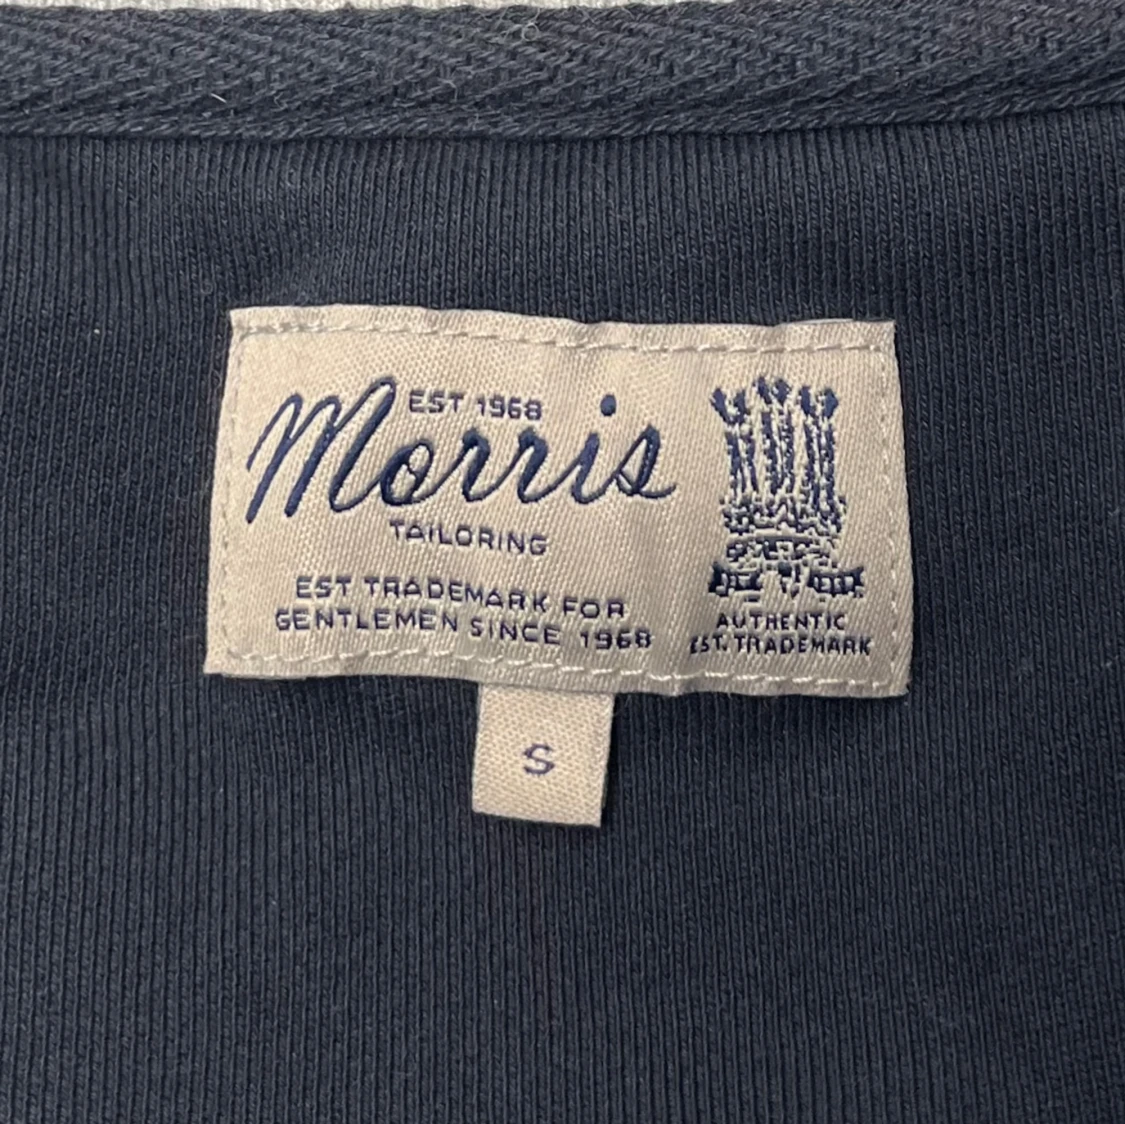 EST 1968
Morris
TAILORING
EST TRADEMARK FOR
GENTLEMEN SINCE 1968
AUTHENTIC
EST. TRADEMARK
S